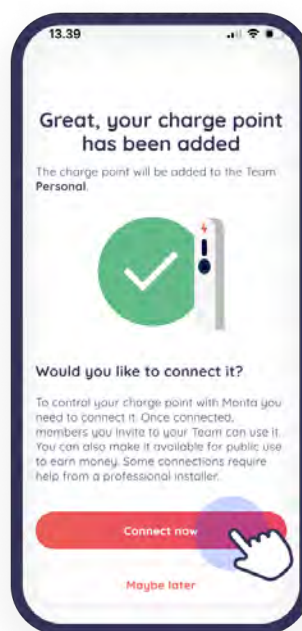 13.39
Great, your charge point
has been added
The charge point will be added to the Team
Personal.
Would you like to connect it?
To control your charge point with Monta you
need to connect it. Once connected,
members you invite to your Team can use it.
You can also make it available for public use
to earn money. Some connections require
help from a professional installer.
Connect now
Maybe later